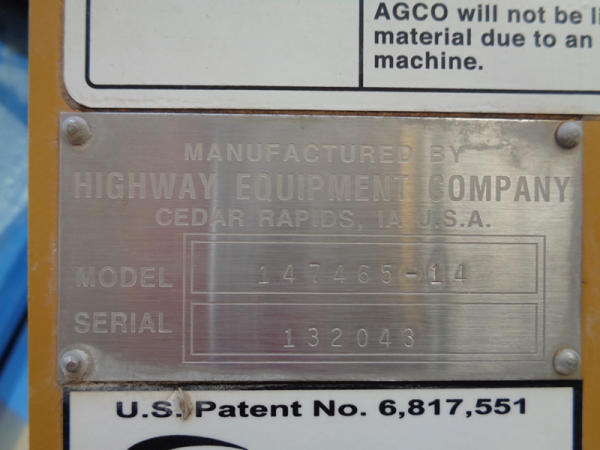 AGCO will not be li
material due to an
machine.
MANUFACTURED BY
HIGHWAY EQUIPMENT COMPANY
CEDAR RAPIDS, IA U.S.A.
MODEL 147465-14
SERIAL 132043
U.S. Patent No. 6,817,551